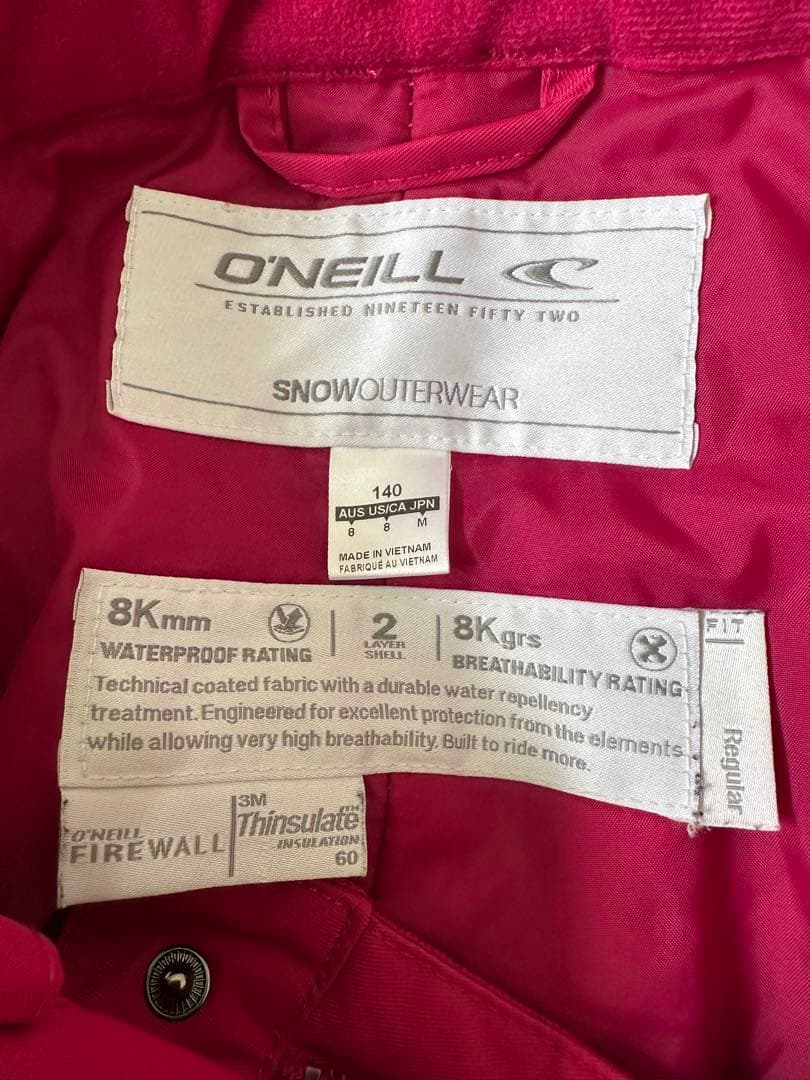 O'NEILL
ESTABLISHED NINETEEN FIFTY TWO
SNOWOUTERWEAR
140
AUS US/CA JPN
8 8 M
MADE IN VIETNAM
FABRIQUÉ AU VIETNAM
8Kmm
WATERPROOF RATING
2
LAYER
SHELL
8Kgrs
BREATHABILITY RATING
Technical coated fabric with a durable water repellency
treatment. Engineered for excellent protection from the elements
while allowing very high breathability. Built to ride more.
FIT
Regular
O'NEILL
FIREWALL
3M
Thinsulate™
INSULATION
60